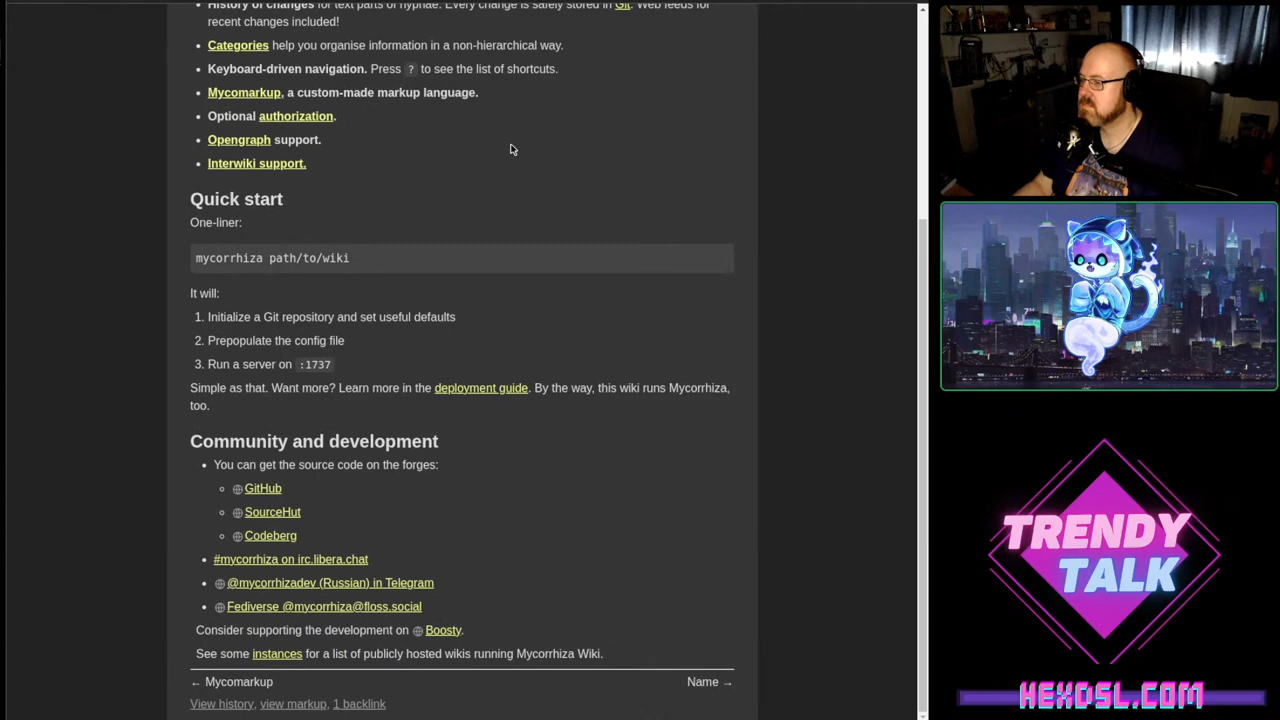 History of changes for text parts of hyphae. Every change is safely stored in Git. Web feeds for
recent changes included!
Categories help you organise information in a non-hierarchical way.
Keyboard-driven navigation. Press ? to see the list of shortcuts.
Mycomarkup, a custom-made markup language.
Optional authorization.
Opengraph support.
Interwiki support.
Quick start
One-liner:
mycorrhiza path/to/wiki
It will:
1. Initialize a Git repository and set useful defaults
2. Prepopulate the config file
3. Run a server on :1737
Simple as that. Want more? Learn more in the deployment guide. By the way, this wiki runs Mycorrhiza,
too.
Community and development
You can get the source code on the forges:
GitHub
SourceHut
Codeberg
#mycorrhiza on irc.libera.chat
@mycorrhizadev (Russian) in Telegram
Fediverse @mycorrhiza@floss.social
Consider supporting the development on Boosty.
See some instances for a list of publicly hosted wikis running Mycorrhiza Wiki.
← Mycomarkup
Name →
View history, view markup, 1 backlink
TRENDY
TALK
HEXDSL.COM